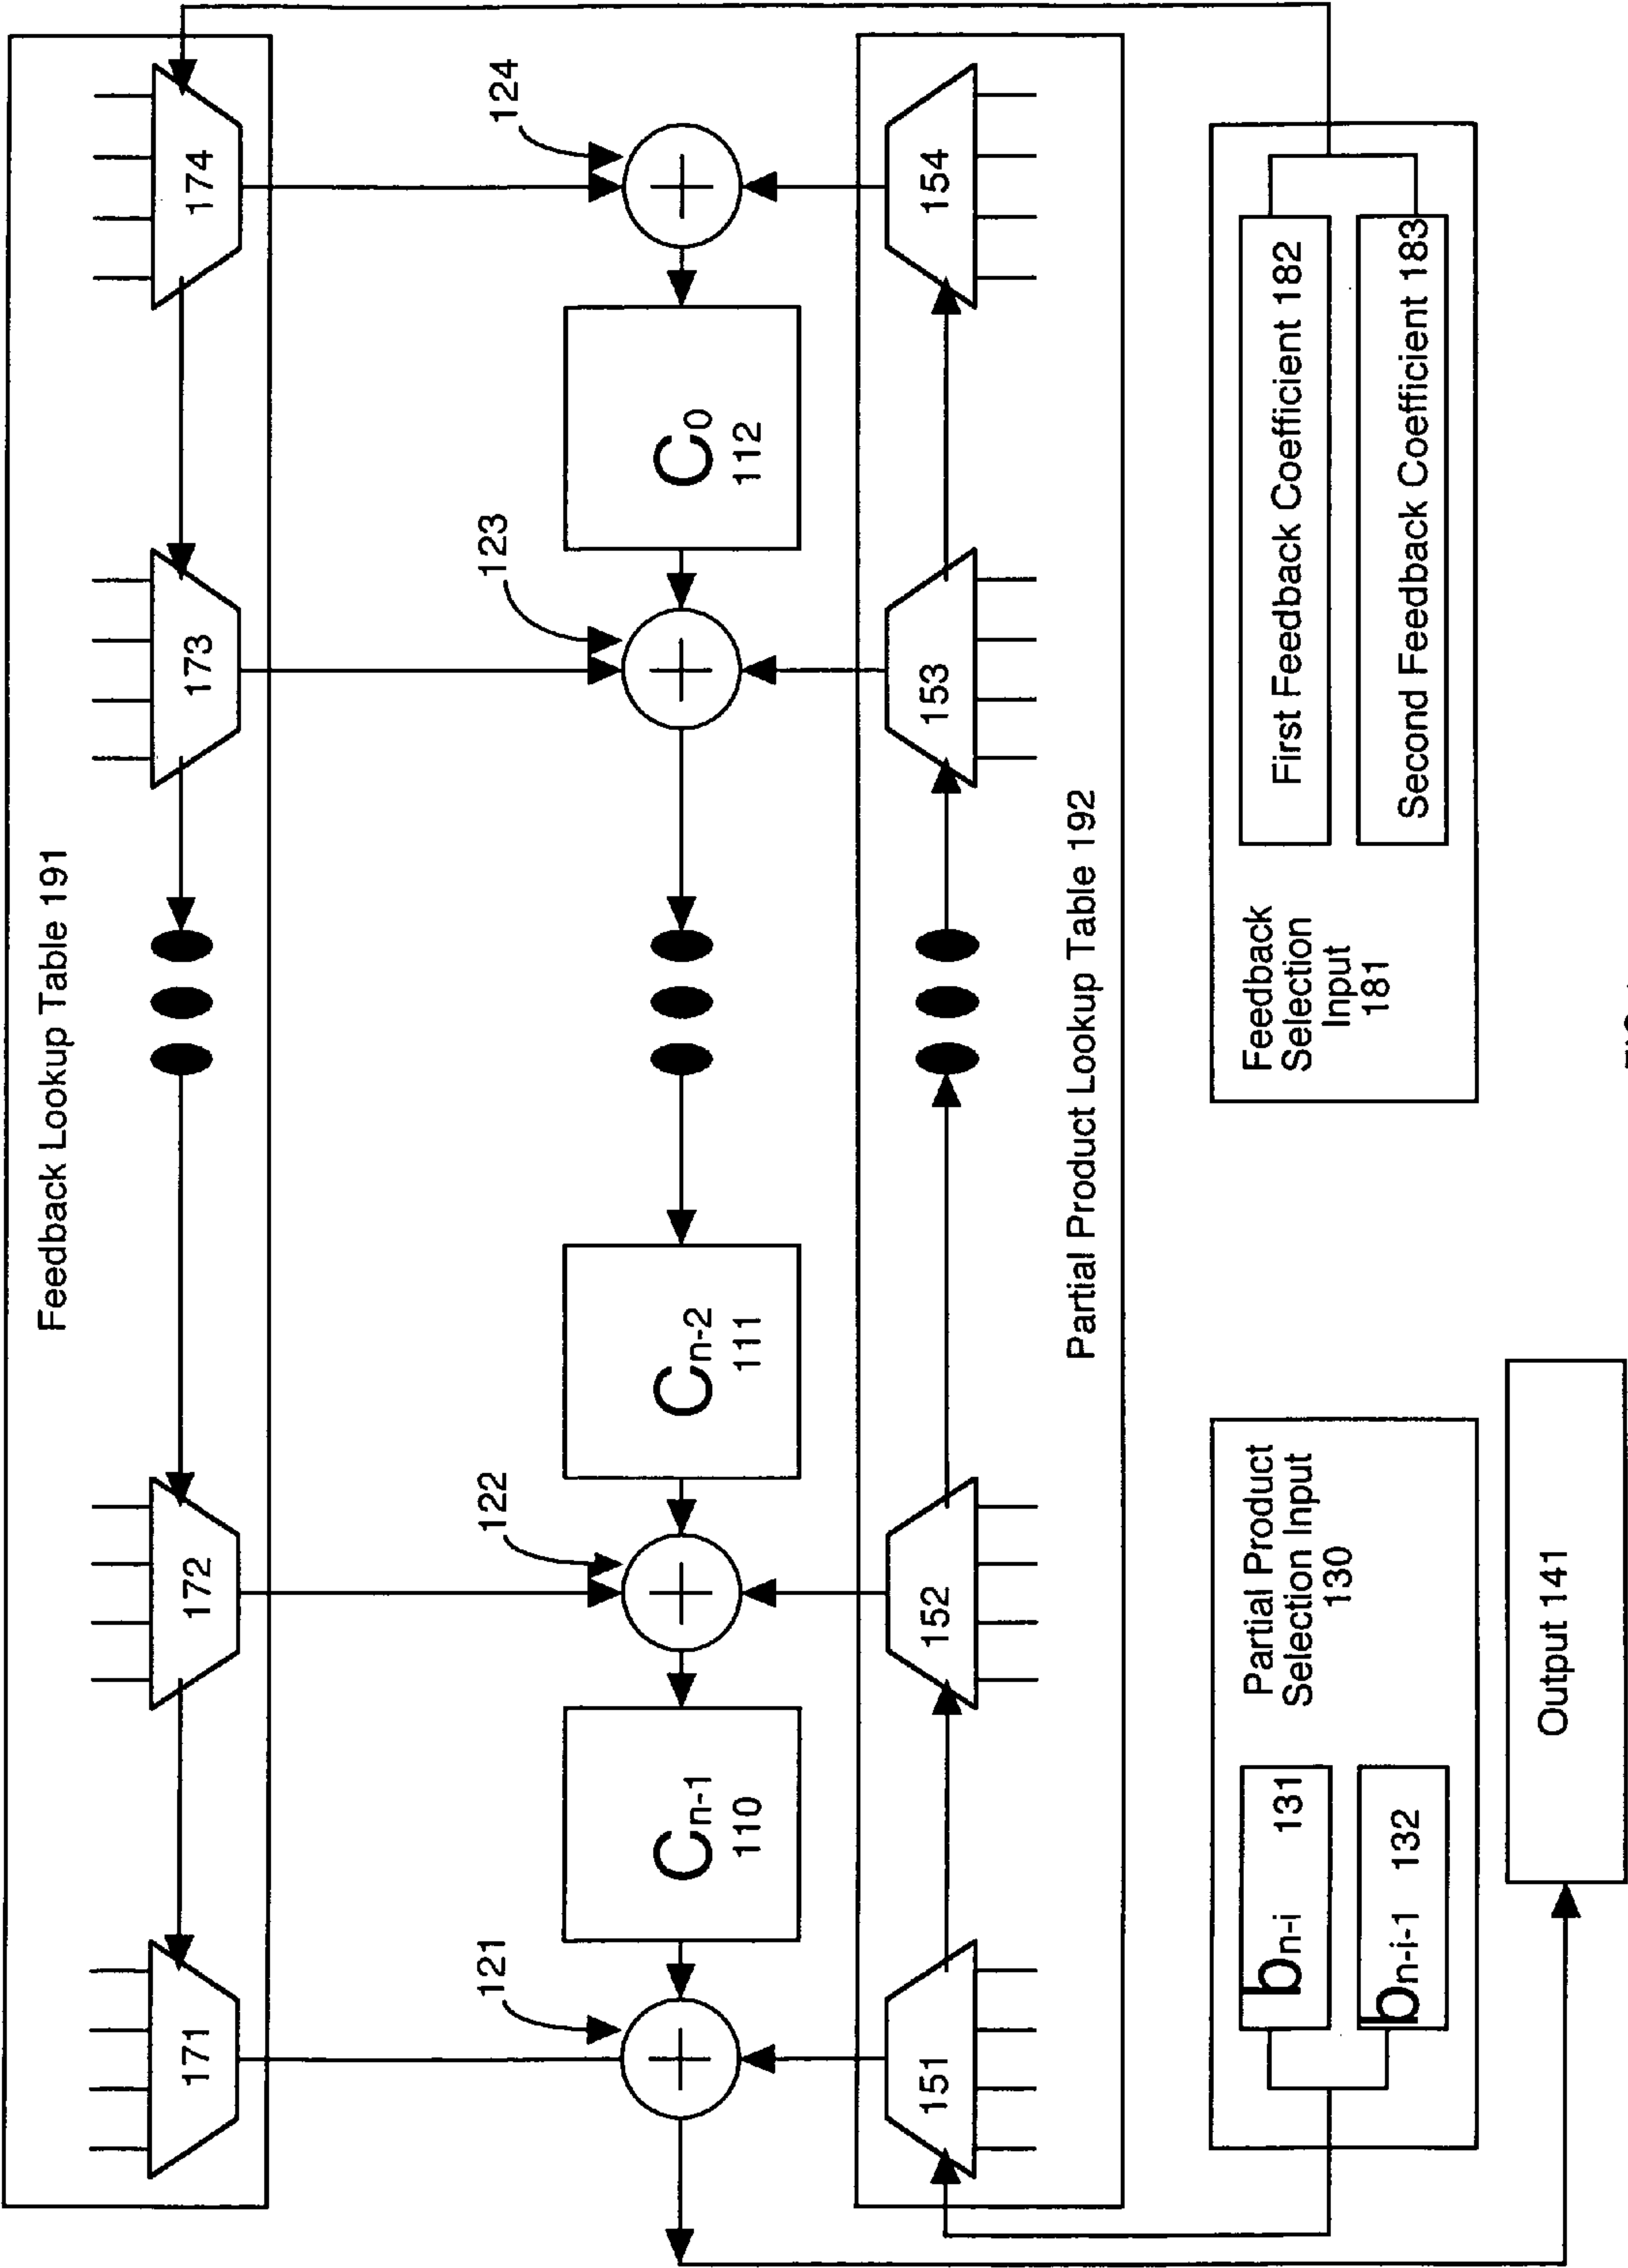 Feedback Lookup Table 191
171
172
173
174
121
122
123
124
Cn-1
110
Cn-2
111
C0
112
151
152
153
154
Partial Product Lookup Table 192
bn-i 131
bn-i-1 132
Partial Product
Selection Input
130
Feedback
Selection
Input
181
First Feedback Coefficient 182
Second Feedback Coefficient 183
Output 141